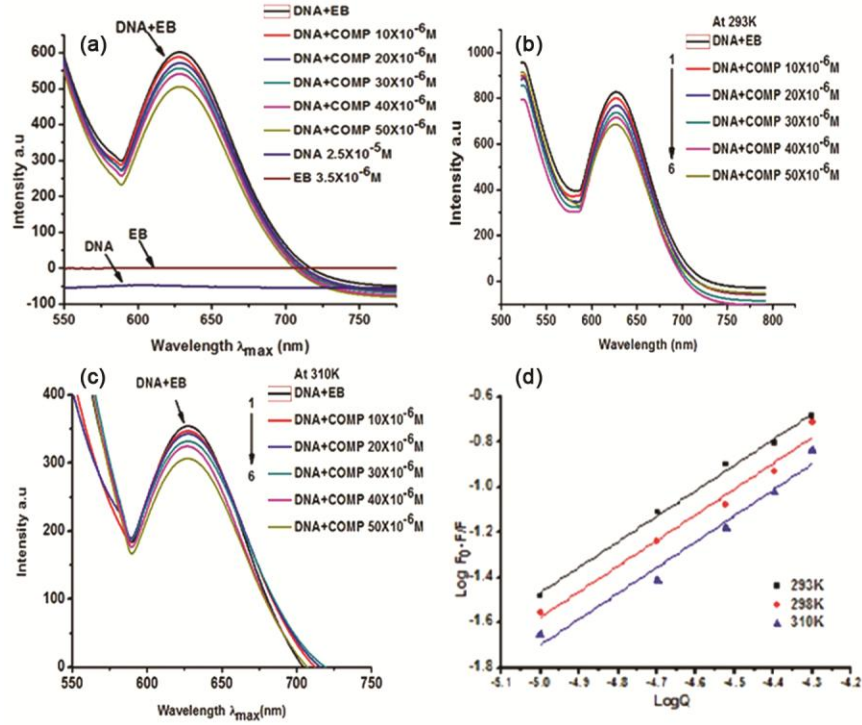 (a)
DNA+EB
DNA+EB
DNA+COMP 10X10⁻⁶M
DNA+COMP 20X10⁻⁶M
DNA+COMP 30X10⁻⁶M
DNA+COMP 40X10⁻⁶M
DNA+COMP 50X10⁻⁶M
DNA 2.5X10⁻⁵M
EB 3.5X10⁻⁶M
DNA
EB
600
500
400
300
200
100
0
-100
Intensity a.u
550 600 650 700 750
Wavelength λmax (nm)
(b)
At 293K
DNA+EB
1
DNA+COMP 10X10⁻⁶M
DNA+COMP 20X10⁻⁶M
DNA+COMP 30X10⁻⁶M
DNA+COMP 40X10⁻⁶M
6
DNA+COMP 50X10⁻⁶M
1000
800
600
400
200
0
Intensity a.u
500 550 600 650 700 750 800
Wavelength (nm)
(c)
At 310K
DNA+EB
DNA+EB
1
DNA+COMP 10X10⁻⁶M
DNA+COMP 20X10⁻⁶M
6
DNA+COMP 30X10⁻⁶M
DNA+COMP 40X10⁻⁶M
DNA+COMP 50X10⁻⁶M
400
300
200
100
0
Intensity a.u
550 600 650 700 750
Wavelength λmax(nm)
(d)
-0.6
-0.8
-1.0
-1.2
-1.4
-1.6
-1.8
Log F₀-F/F
293K
298K
310K
-5.1 -5.0 -4.9 -4.8 -4.7 -4.6 -4.5 -4.4 -4.3 -4.2
LogQ